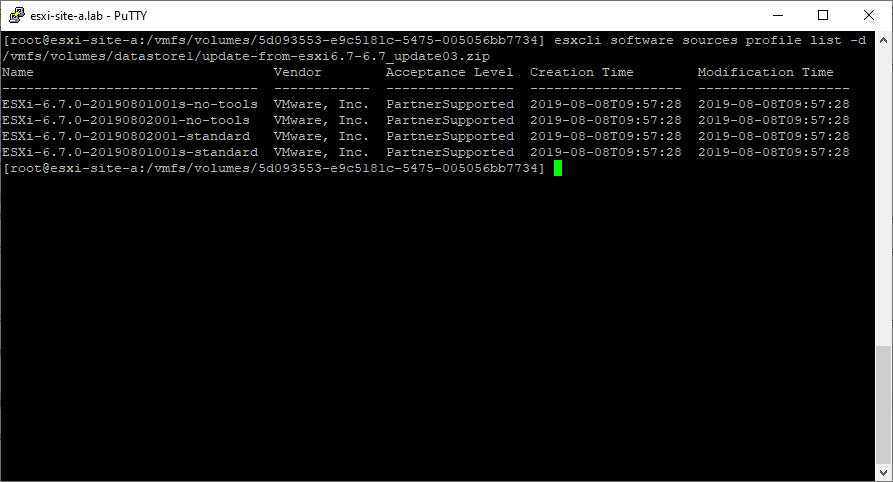 esxi-site-a.lab - PuTTY
[root@esxi-site-a:/vmfs/volumes/5d093553-e9c5181c-5475-005056bb7734] esxcli software sources profile list -d
/vmfs/volumes/datastore1/update-from-esxi6.7-6.7_update03.zip
Name                              Vendor        Acceptance Level  Creation Time        Modification Time
--------------------------------  ------------  ----------------  -------------------  -------------------
ESXi-6.7.0-20190801001s-no-tools  VMware, Inc.  PartnerSupported  2019-08-08T09:57:28  2019-08-08T09:57:28
ESXi-6.7.0-20190802001-no-tools   VMware, Inc.  PartnerSupported  2019-08-08T09:57:28  2019-08-08T09:57:28
ESXi-6.7.0-20190802001-standard   VMware, Inc.  PartnerSupported  2019-08-08T09:57:28  2019-08-08T09:57:28
ESXi-6.7.0-20190801001s-standard  VMware, Inc.  PartnerSupported  2019-08-08T09:57:28  2019-08-08T09:57:28
[root@esxi-site-a:/vmfs/volumes/5d093553-e9c5181c-5475-005056bb7734]